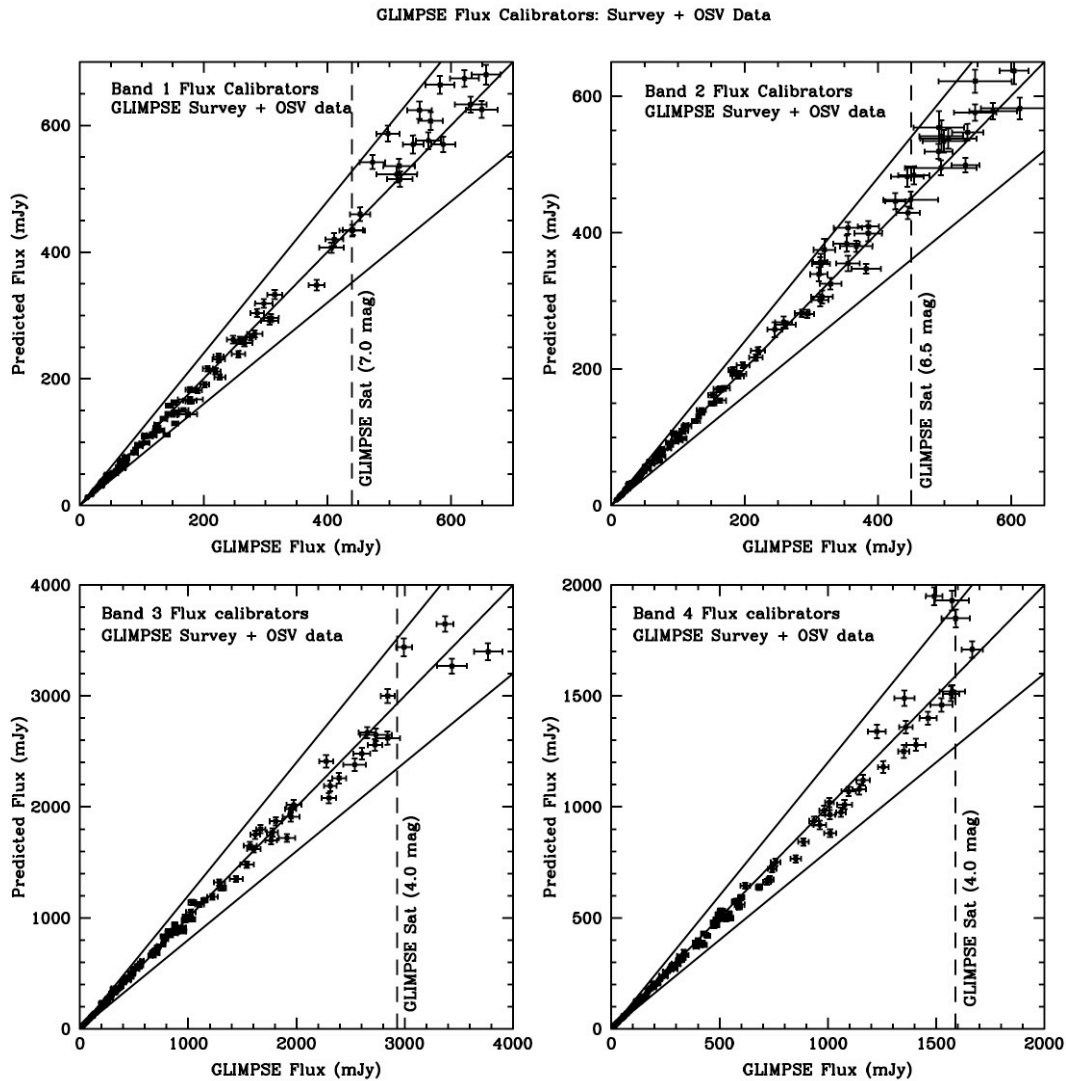 GLIMPSE Flux Calibrators: Survey + OSV Data
Band 1 Flux Calibrators
GLIMPSE Survey + OSV data
Predicted Flux (mJy)
600
400
200
0
GLIMPSE Sat (7.0 mag)
0 200 400 600
GLIMPSE Flux (mJy)
Band 2 Flux Calibrators
GLIMPSE Survey + OSV data
Predicted Flux (mJy)
600
400
200
0
GLIMPSE Sat (6.5 mag)
0 200 400 600
GLIMPSE Flux (mJy)
Band 3 Flux calibrators
GLIMPSE Survey + OSV data
Predicted Flux (mJy)
4000
3000
2000
1000
0
GLIMPSE Sat (4.0 mag)
0 1000 2000 3000 4000
GLIMPSE Flux (mJy)
Band 4 Flux calibrators
GLIMPSE Survey + OSV data
Predicted Flux (mJy)
2000
1500
1000
500
0
GLIMPSE Sat (4.0 mag)
0 500 1000 1500 2000
GLIMPSE Flux (mJy)